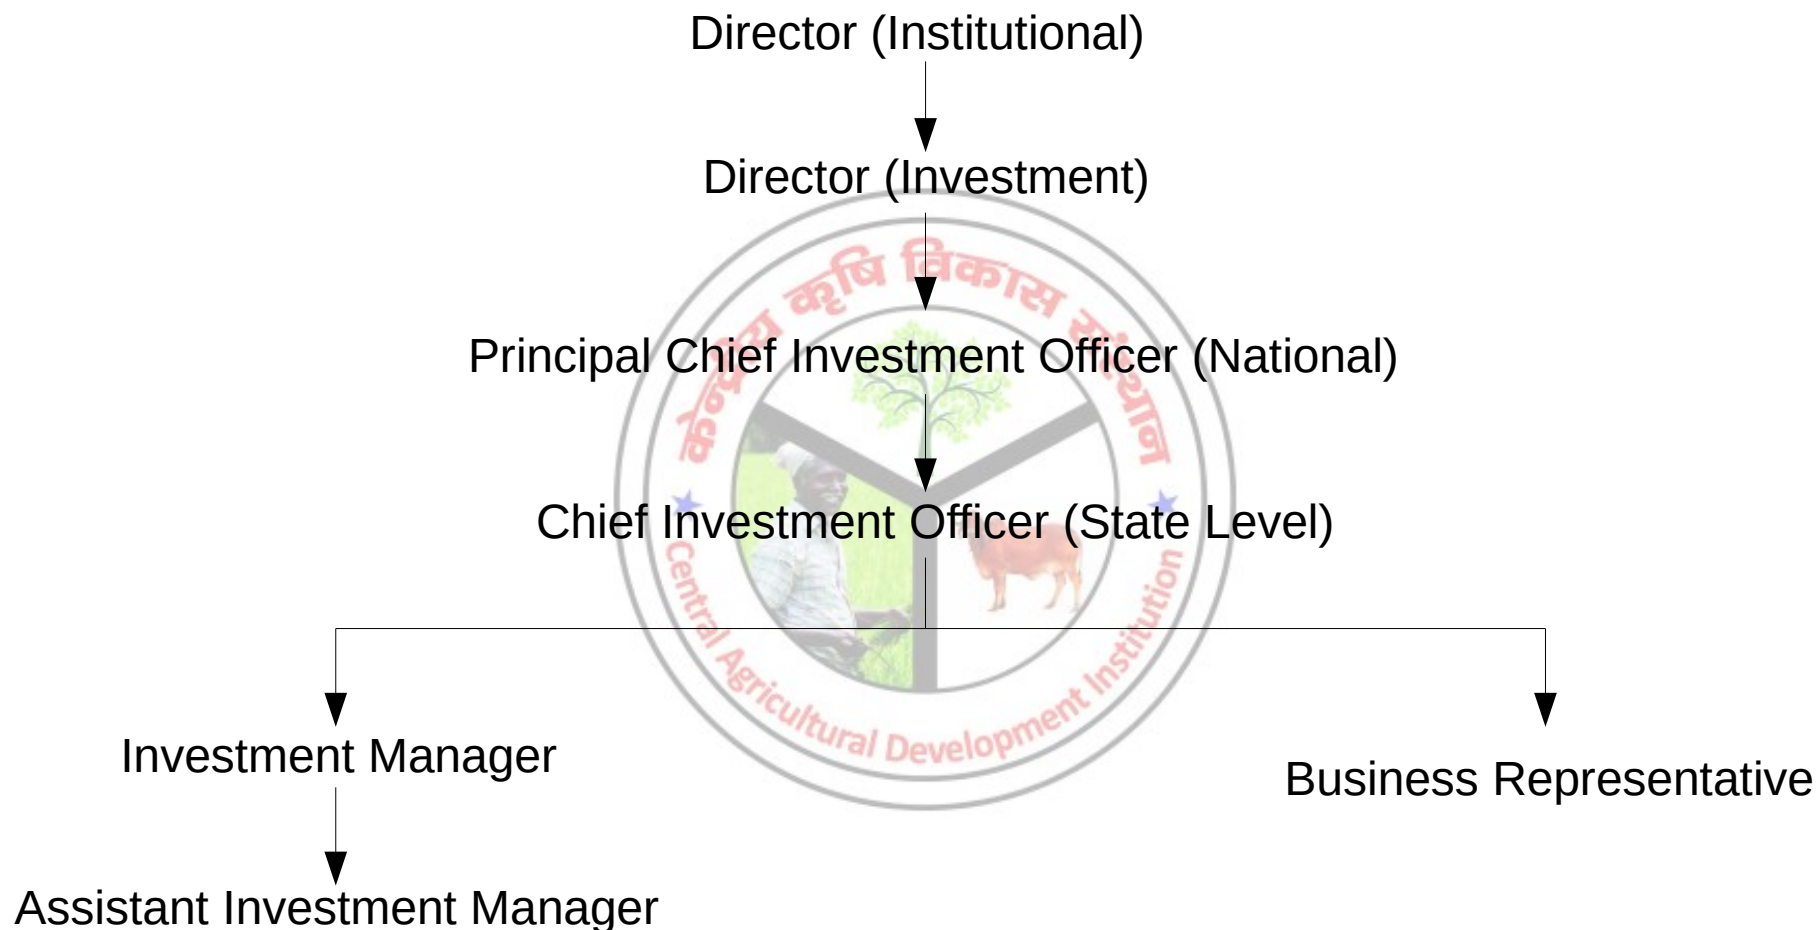 Director (Institutional)
Director (Investment)
केन्द्रीय कृषि विकास संस्थान
Principal Chief Investment Officer (National)
Chief Investment Officer (State Level)
Central Agricultural Development Institution
Investment Manager
Business Representative
Assistant Investment Manager